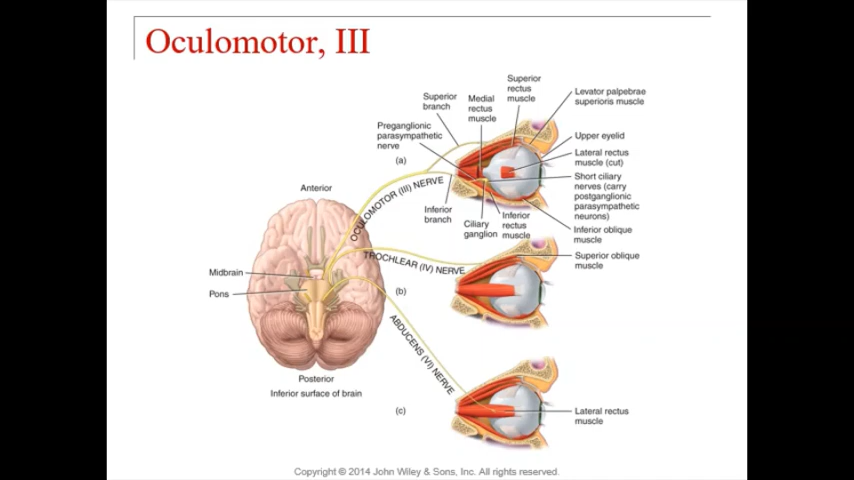 Oculomotor, III
Superior
rectus
muscle
Superior
branch
Medial
rectus
muscle
Levator palpebrae
superioris muscle
Preganglionic
parasympathetic
nerve
Upper eyelid
(a)
Lateral rectus
muscle (cut)
Short ciliary
nerves (carry
postganglionic
parasympathetic
neurons)
Anterior
OCULOMOTOR (III) NERVE
Inferior
branch
Ciliary
ganglion
Inferior
rectus
muscle
Inferior oblique
muscle
TROCHLEAR (IV) NERVE
Superior oblique
muscle
Midbrain
Pons
(b)
ABDUCENS (VI) NERVE
Posterior
Inferior surface of brain
(c)
Lateral rectus
muscle
Copyright © 2014 John Wiley & Sons, Inc. All rights reserved.